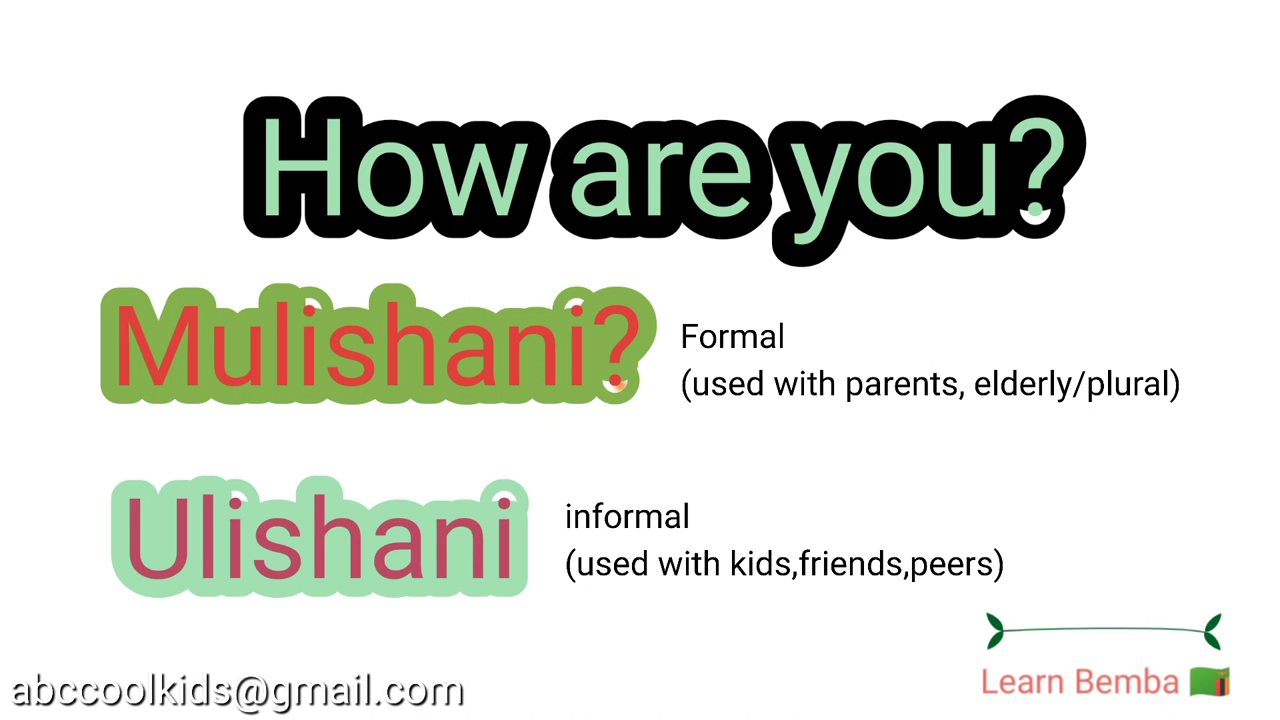 How are you?
Mulishani?
Formal
(used with parents, elderly/plural)
Ulishani
informal
(used with kids,friends,peers)
Learn Bemba
abccoolkids@gmail.com